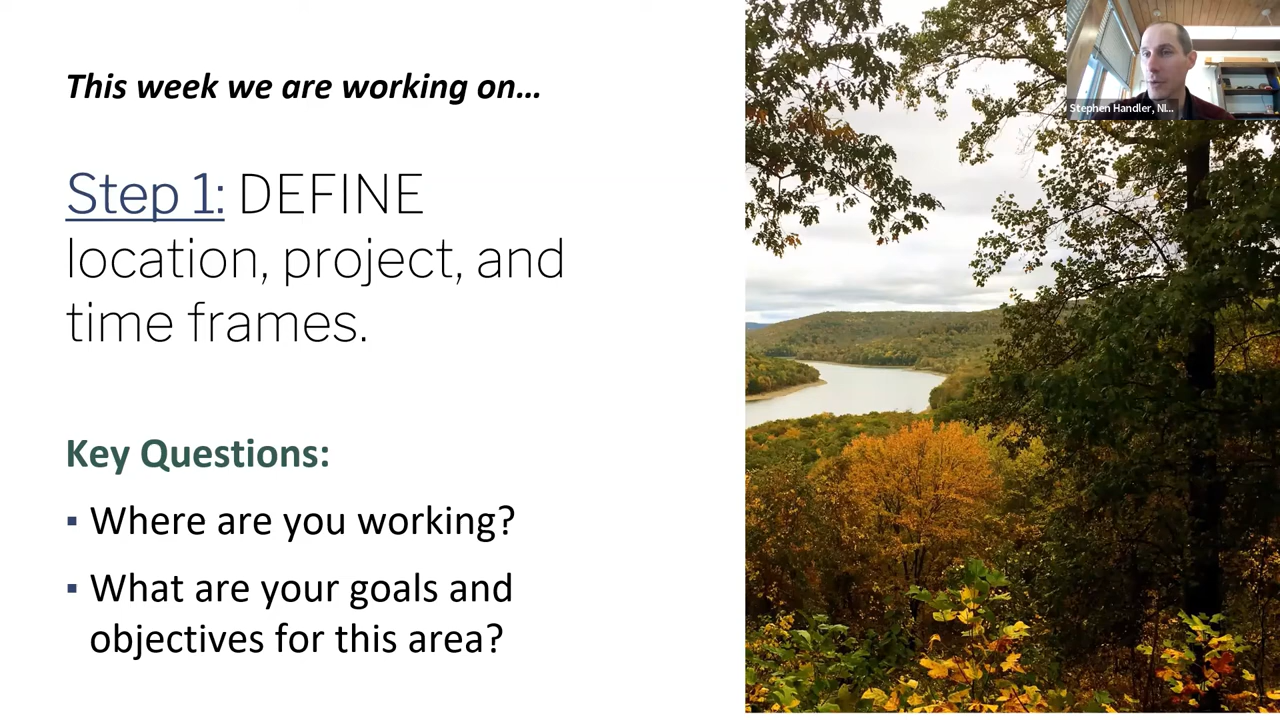 This week we are working on...
Step 1: DEFINE
location, project, and
time frames.
Key Questions:
▪ Where are you working?
▪ What are your goals and
objectives for this area?
Stephen Handler, NI...